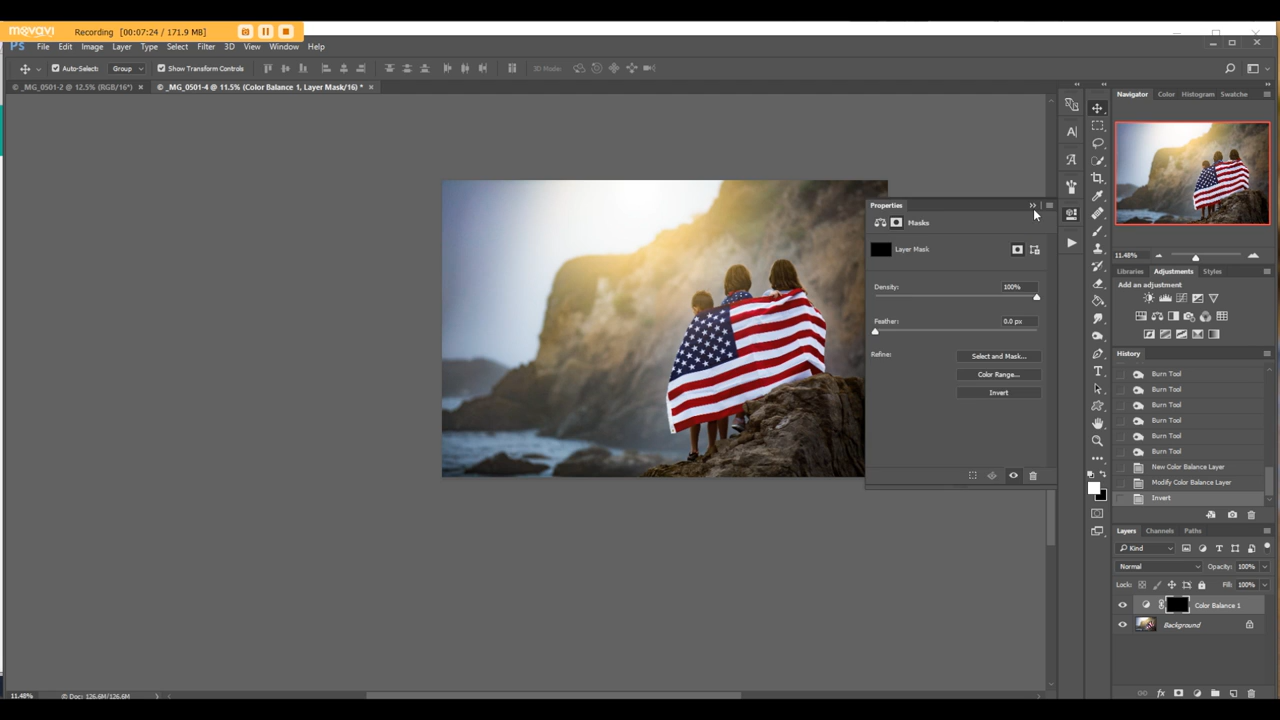 movavi Recording [00:07:24 / 171.9 MB]
PS File Edit Image Layer Type Select Filter 3D View Window Help
Auto-Select: Group Show Transform Controls 3D Mode:
© _MG_0501-2 @ 12.5% (RGB/16*) × © _MG_0501-4 @ 11.5% (Color Balance 1, Layer Mask/16) * ×
Navigator Color Histogram Swatche
11.48%
Libraries Adjustments Styles
Add an adjustment
Properties
Masks
Layer Mask
Density: 100%
Feather: 0.0 px
Refine: Select and Mask...
Color Range...
Invert
History
Burn Tool
Burn Tool
Burn Tool
Burn Tool
Burn Tool
Burn Tool
New Color Balance Layer
Modify Color Balance Layer
Invert
Layers Channels Paths
Kind
Normal Opacity: 100%
Lock: Fill: 100%
Color Balance 1
Background
11.48% Doc: 126.6M/126.6M